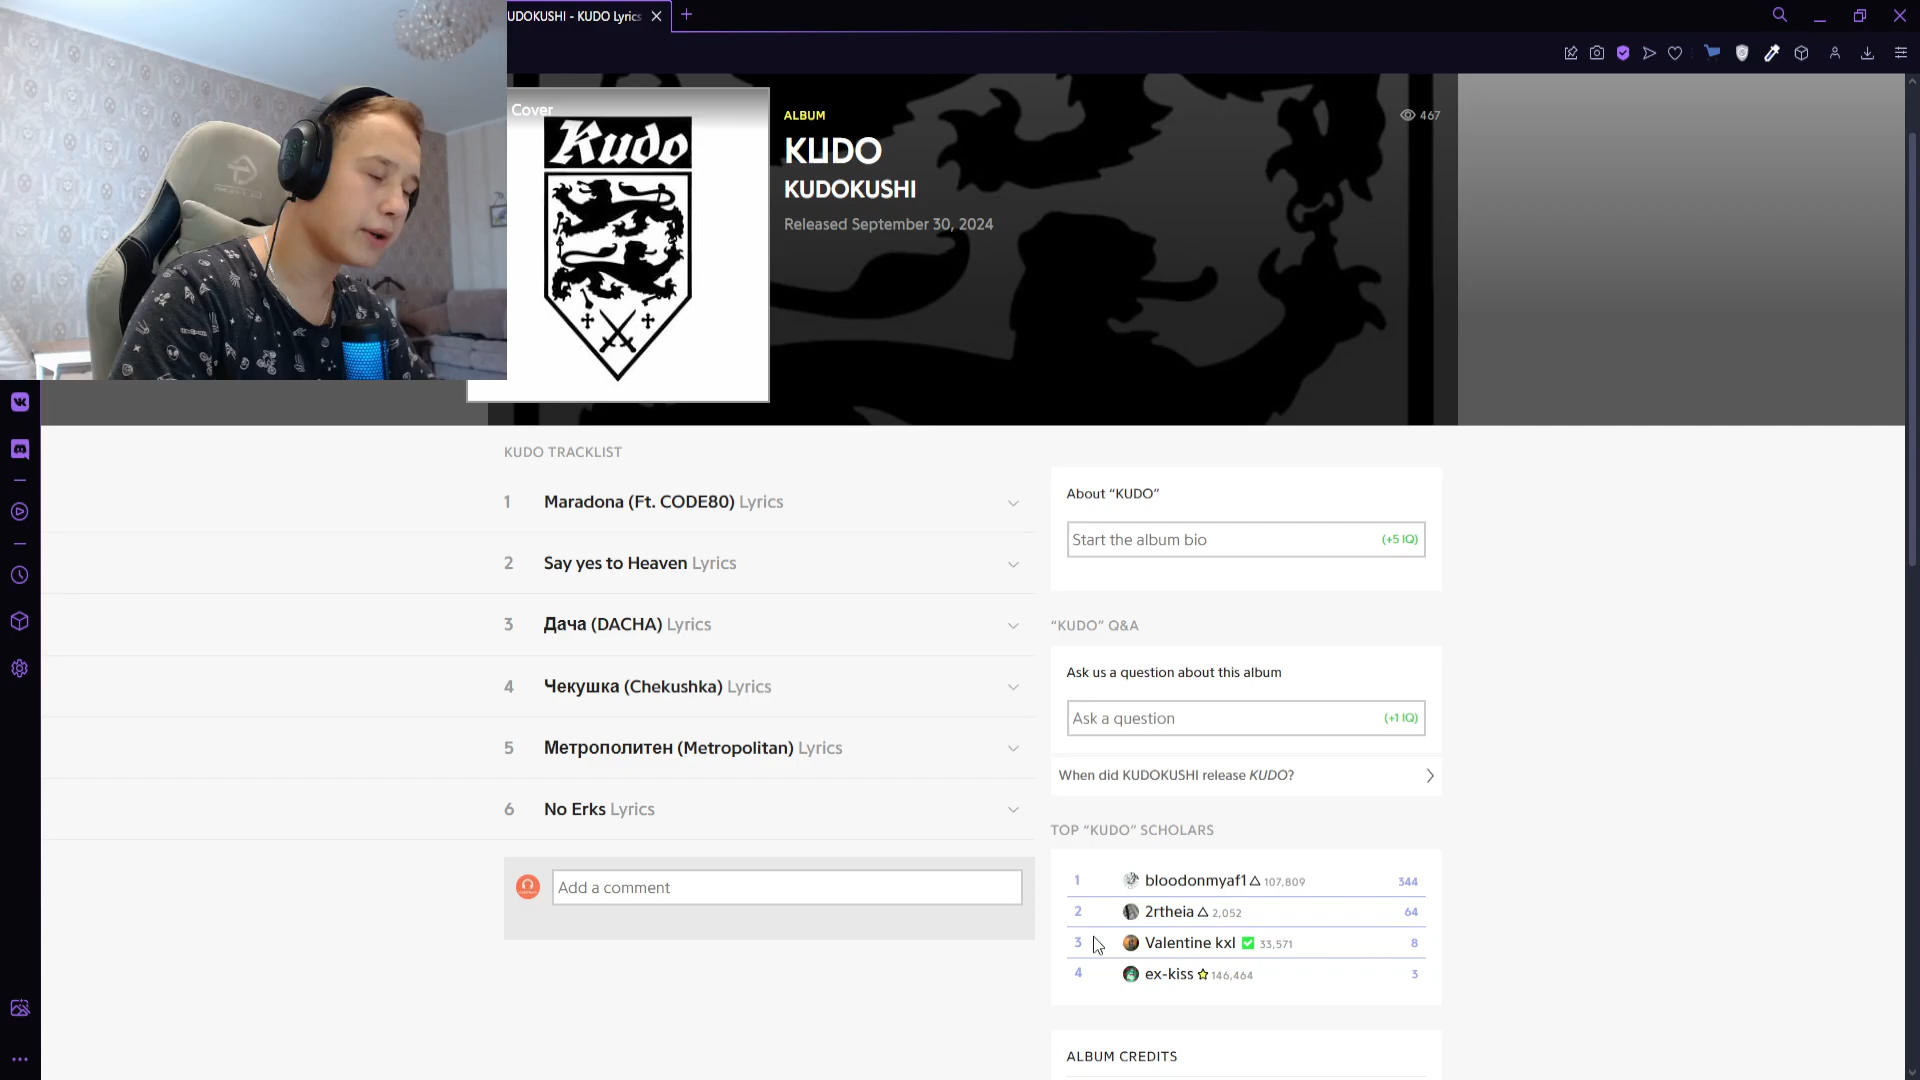 UDOKUSHI - KUDO Lyrics
Cover
Kudo
ALBUM
467
KUDO
KUDOKUSHI
Released September 30, 2024
KUDO TRACKLIST
1 Maradona (Ft. CODE80) Lyrics
2 Say yes to Heaven Lyrics
3 Дача (DACHA) Lyrics
4 Чекушка (Chekushka) Lyrics
5 Метрополитен (Metropolitan) Lyrics
6 No Erks Lyrics
Add a comment
About “KUDO”
Start the album bio (+5 IQ)
“KUDO” Q&A
Ask us a question about this album
Ask a question (+1 IQ)
When did KUDOKUSHI release KUDO?
TOP “KUDO” SCHOLARS
1 bloodonmyaf1 107,809 344
2 2rtheia 2,052 64
3 Valentine kxl 33,571 8
4 ex-kiss 146,464 3
ALBUM CREDITS